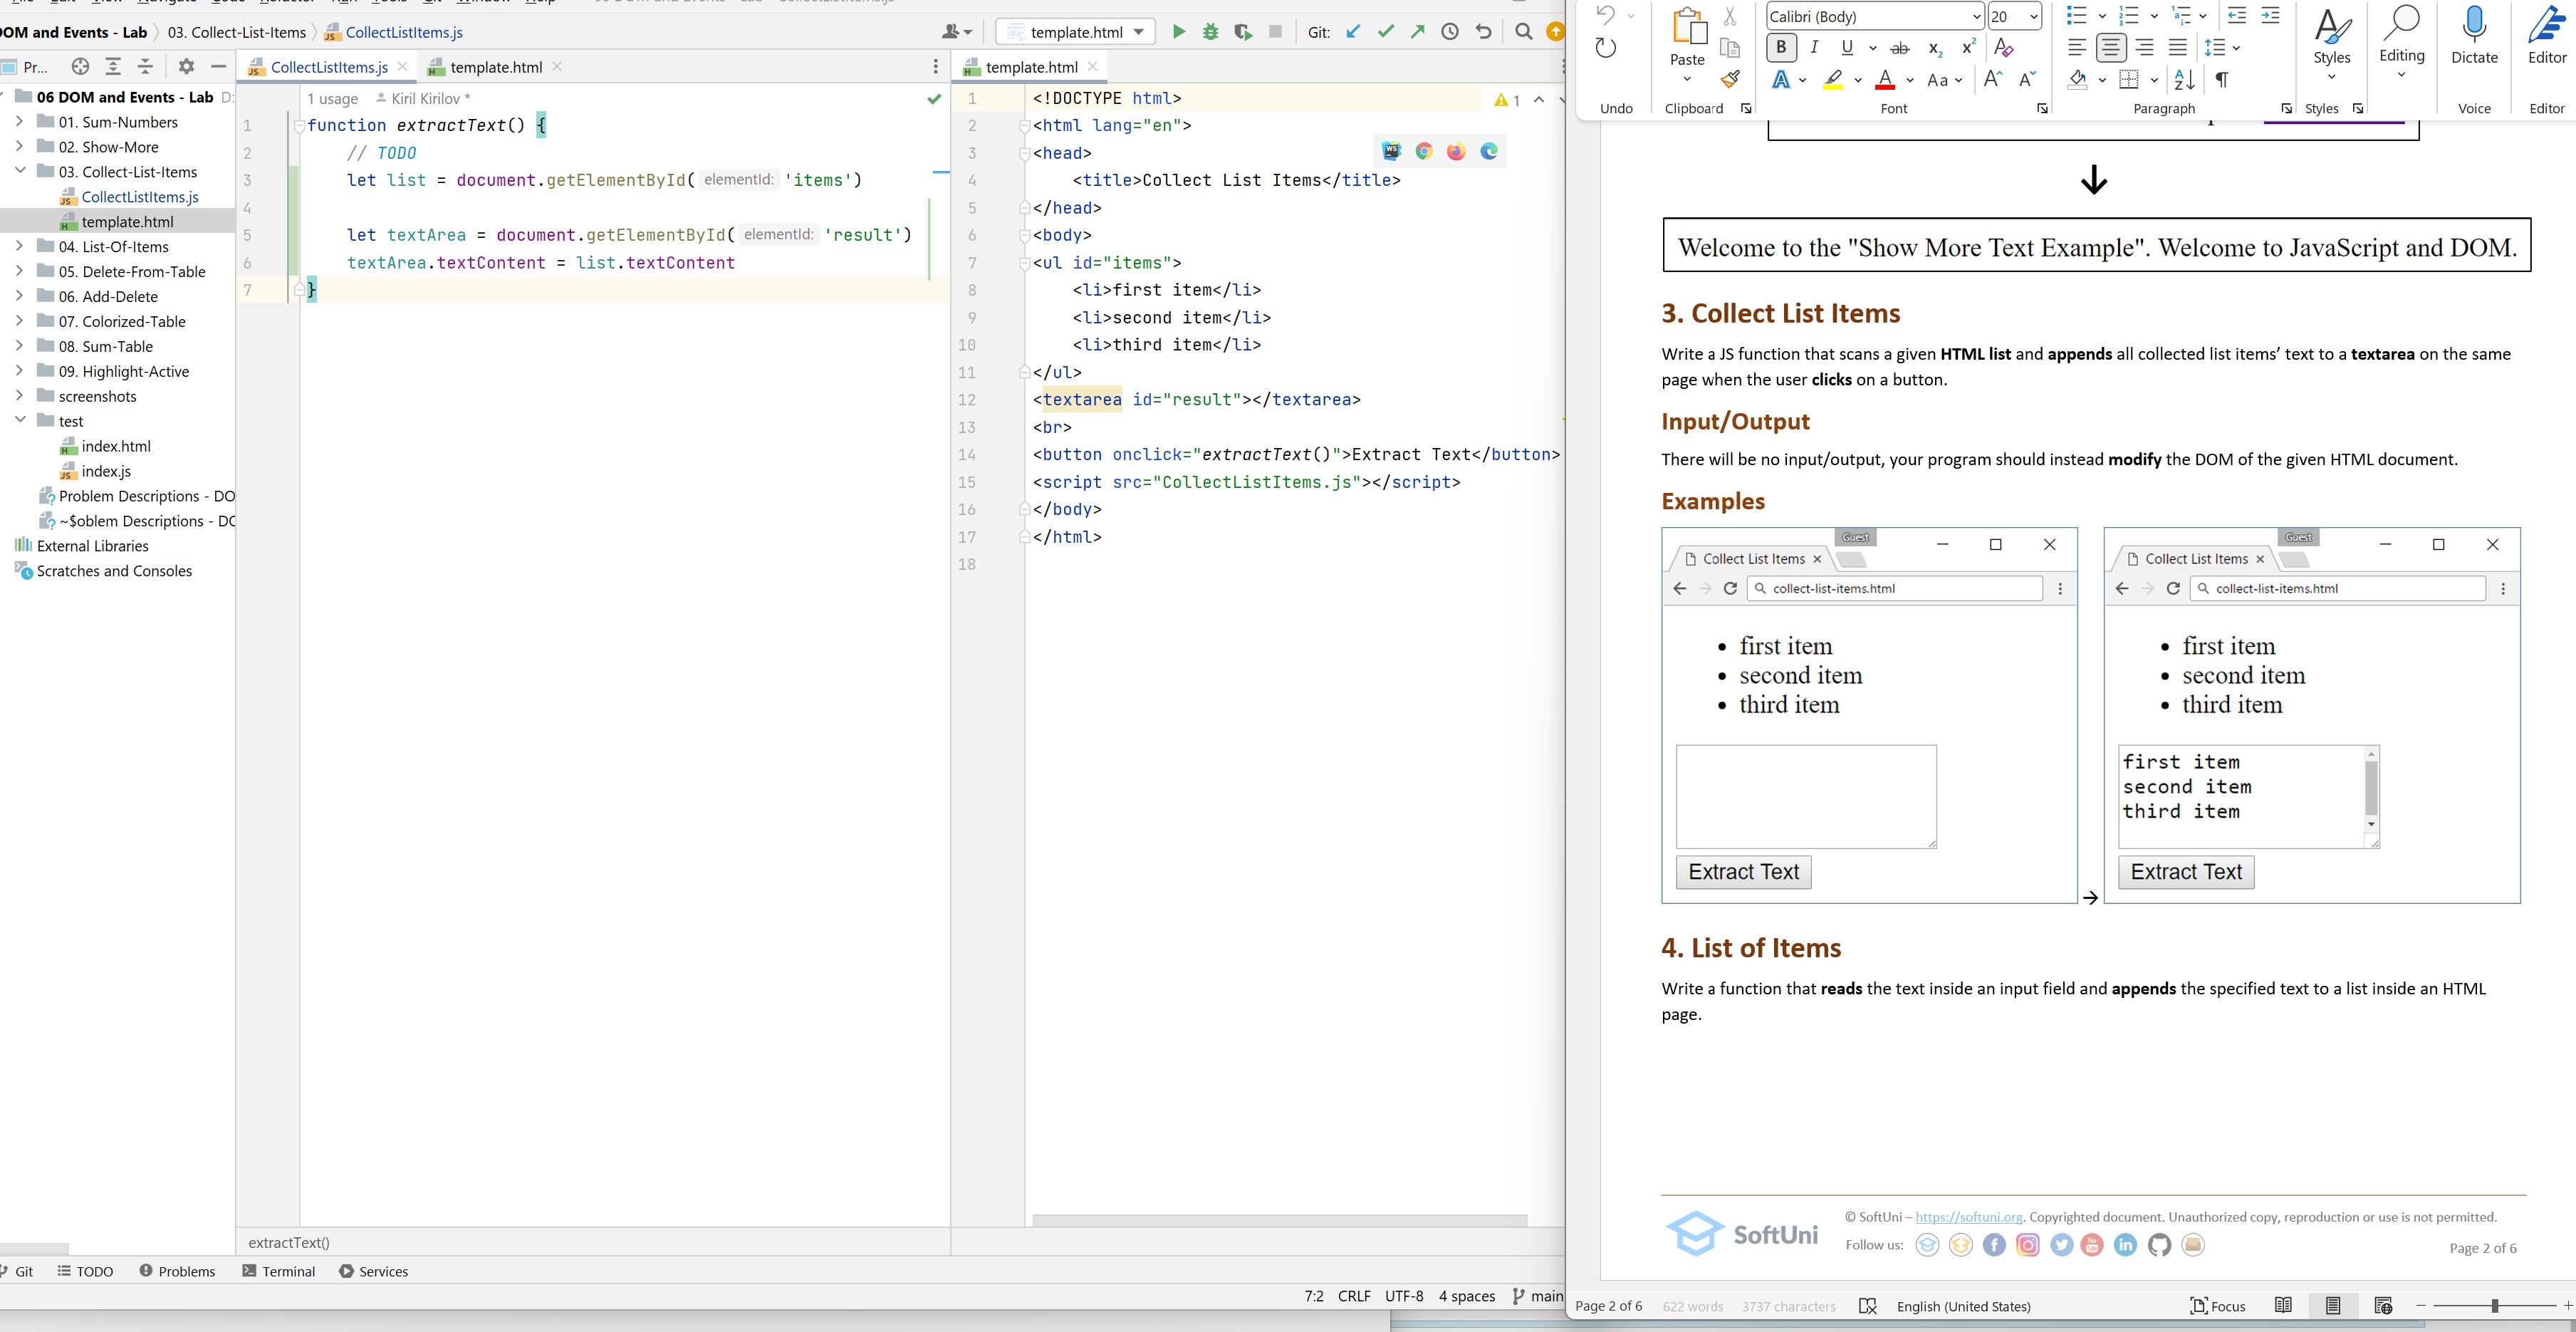 OM and Events - Lab 03. Collect-List-Items CollectListItems.js
template.html Git:
Pr...
CollectListItems.js template.html
template.html
06 DOM and Events - Lab D:
01. Sum-Numbers
02. Show-More
03. Collect-List-Items
CollectListItems.js
template.html
04. List-Of-Items
05. Delete-From-Table
06. Add-Delete
07. Colorized-Table
08. Sum-Table
09. Highlight-Active
screenshots
test
index.html
index.js
Problem Descriptions - DO
~$oblem Descriptions - DO
External Libraries
Scratches and Consoles
1 usage Kiril Kirilov *
1 function extractText() {
2 // TODO
3 let list = document.getElementById( elementId: 'items')
4
5 let textArea = document.getElementById( elementId: 'result')
6 textArea.textContent = list.textContent
7 }
1 <!DOCTYPE html>
2 <html lang="en">
3 <head>
4 <title>Collect List Items</title>
5 </head>
6 <body>
7 <ul id="items">
8 <li>first item</li>
9 <li>second item</li>
10 <li>third item</li>
11 </ul>
12 <textarea id="result"></textarea>
13 <br>
14 <button onclick="extractText()">Extract Text</button>
15 <script src="CollectListItems.js"></script>
16 </body>
17 </html>
18
1
extractText()
Git TODO Problems Terminal Services
7:2 CRLF UTF-8 4 spaces main
Calibri (Body) 20
Paste
Styles
Editing
Dictate
Editor
Undo Clipboard Font Paragraph Styles Voice Editor
Welcome to the "Show More Text Example". Welcome to JavaScript and DOM.
3. Collect List Items
Write a JS function that scans a given HTML list and appends all collected list items’ text to a textarea on the same
page when the user clicks on a button.
Input/Output
There will be no input/output, your program should instead modify the DOM of the given HTML document.
Examples
Guest
Collect List Items
collect-list-items.html
• first item
• second item
• third item
Extract Text
→
Guest
Collect List Items
collect-list-items.html
• first item
• second item
• third item
first item
second item
third item
Extract Text
4. List of Items
Write a function that reads the text inside an input field and appends the specified text to a list inside an HTML
page.
SoftUni
© SoftUni – https://softuni.org. Copyrighted document. Unauthorized copy, reproduction or use is not permitted.
Follow us:
Page 2 of 6
Page 2 of 6 622 words 3737 characters English (United States) Focus